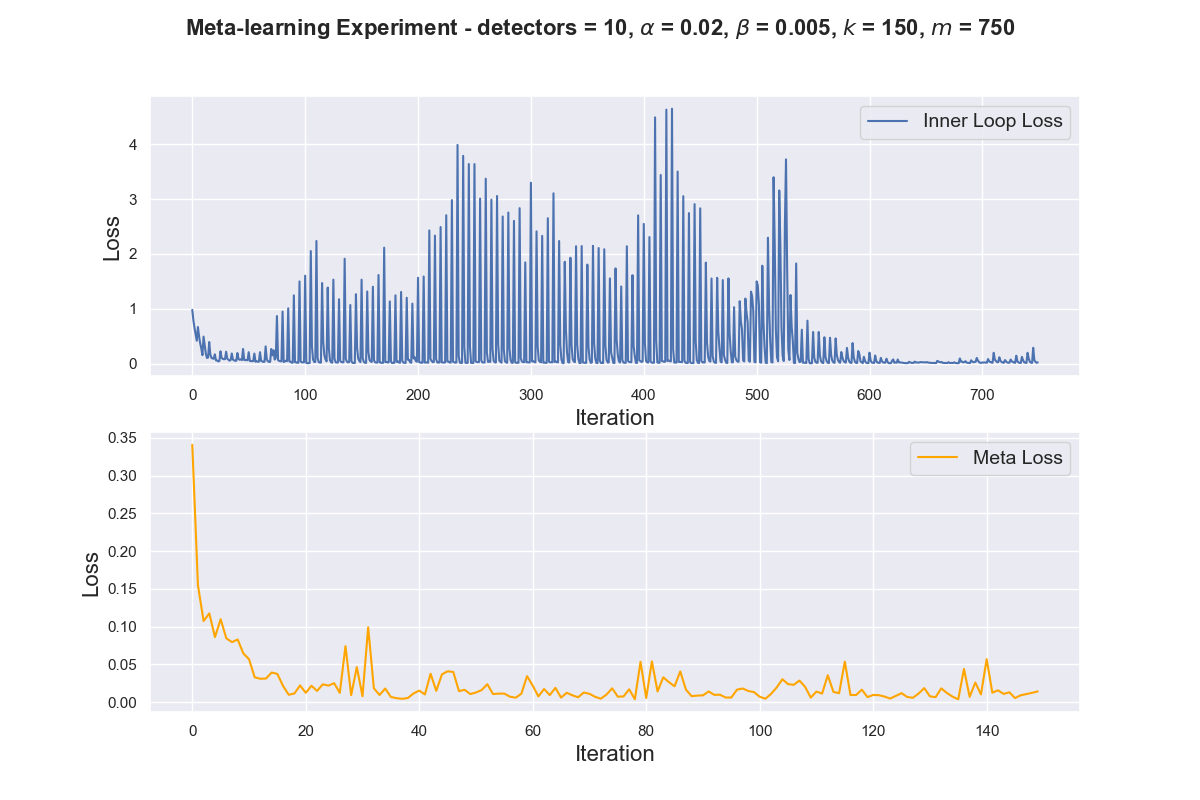 Meta-learning Experiment - detectors = 10, α = 0.02, β = 0.005, k = 150, m = 750
Inner Loop Loss
4
3
2
1
0
Loss
0 100 200 300 400 500 600 700
Iteration
Meta Loss
0.35
0.30
0.25
0.20
0.15
0.10
0.05
0.00
Loss
0 20 40 60 80 100 120 140
Iteration